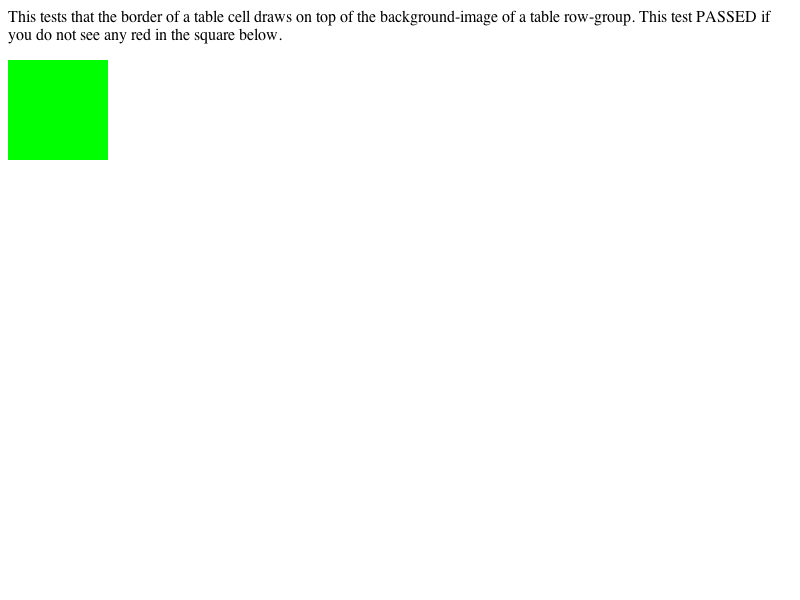 This tests that the border of a table cell draws on top of the background-image of a table row-group. This test PASSED if
you do not see any red in the square below.